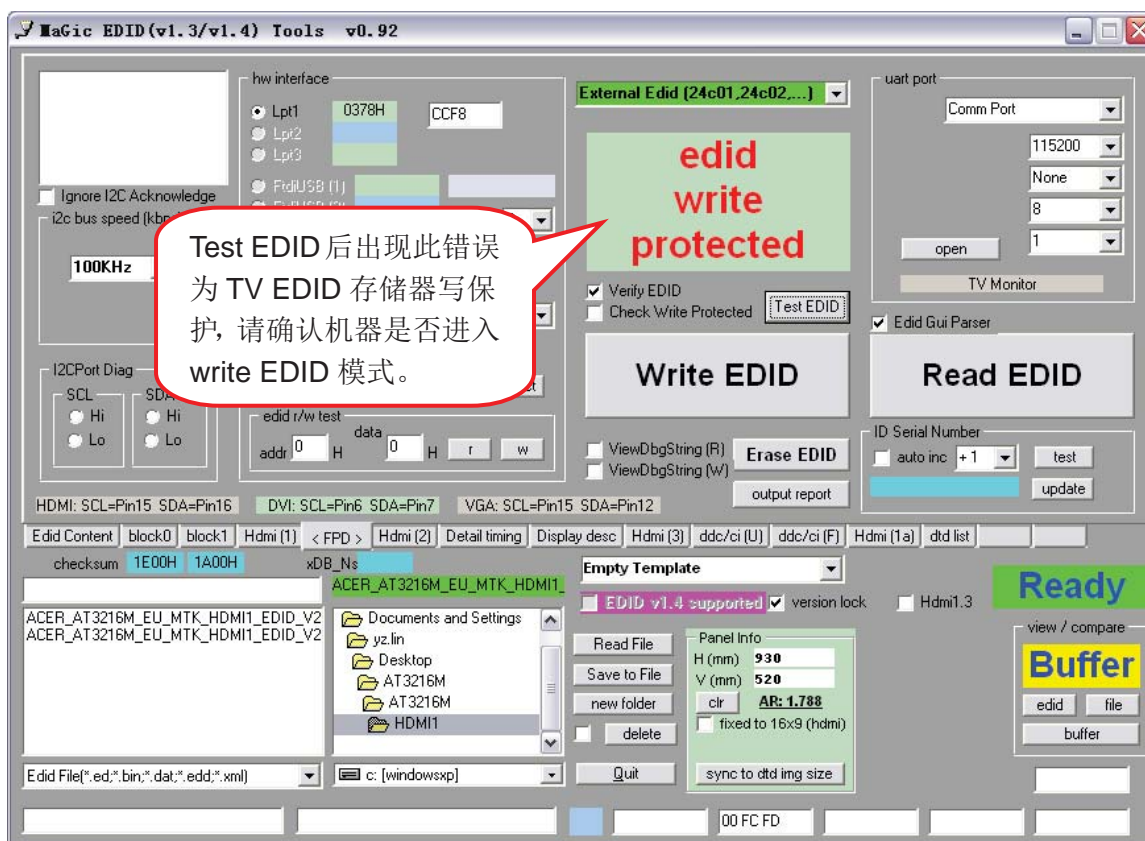 MaGic EDID(v1.3/v1.4) Tools v0.92
hw interface
Lpt1
0378H
CCF8
Lpt2
Lpt3
FtdiUSB (1)
Ignore I2C Acknowledge
i2c bus speed
100KHz
External Edid (24c01,24c02,...)
edid
write
protected
Verify EDID
Check Write Protected
Test EDID
uart port
Comm Port
115200
None
8
1
open
TV Monitor
Edid Gui Parser
Test EDID后出现此错误
为 TV EDID 存储器写保
护,请确认机器是否进入
write EDID 模式。
Write EDID
Read EDID
I2CPort Diag
SCL
Hi
Lo
Hi
Lo
edid r/w test
addr 0 H
data 0 H
r
w
ViewDbgString (R)
ViewDbgString (W)
Erase EDID
output report
ID Serial Number
auto inc
+1
test
update
HDMI: SCL=Pin15 SDA=Pin16
DVI: SCL=Pin6 SDA=Pin7
VGA: SCL=Pin15 SDA=Pin12
Edid Content
block0
block1
Hdmi (1)
< FPD >
Hdmi (2)
Detail timing
Display desc
Hdmi (3)
ddc/ci (U)
ddc/ci (F)
Hdmi (1a)
dtd list
checksum
1E00H
1A00H
xDB_Ns
ACER_AT3216M_EU_MTK_HDMI1_
ACER_AT3216M_EU_MTK_HDMI1_EDID_V2
ACER_AT3216M_EU_MTK_HDMI1_EDID_V2
Documents and Settings
yz.lin
Desktop
AT3216M
AT3216M
HDMI1
Edid File(*.ed;*.bin;*.dat;*.edd;*.xml)
c: [windowsxp]
Empty Template
EDID v1.4 supported
version lock
Hdmi1.3
Read File
Save to File
new folder
delete
Quit
Panel Info
H (mm) 930
V (mm) 520
clr
AR: 1.788
fixed to 16x9 (hdmi)
sync to dtd img size
Ready
view / compare
Buffer
edid
file
buffer
00 FC FD